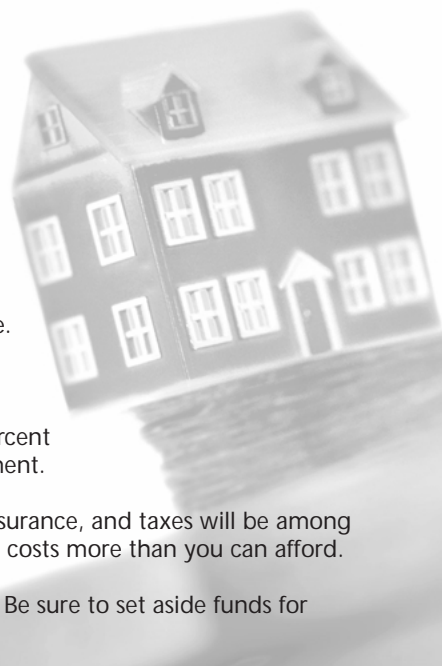 e.
rcent
nent.
surance, and taxes will be among
costs more than you can afford.
Be sure to set aside funds for